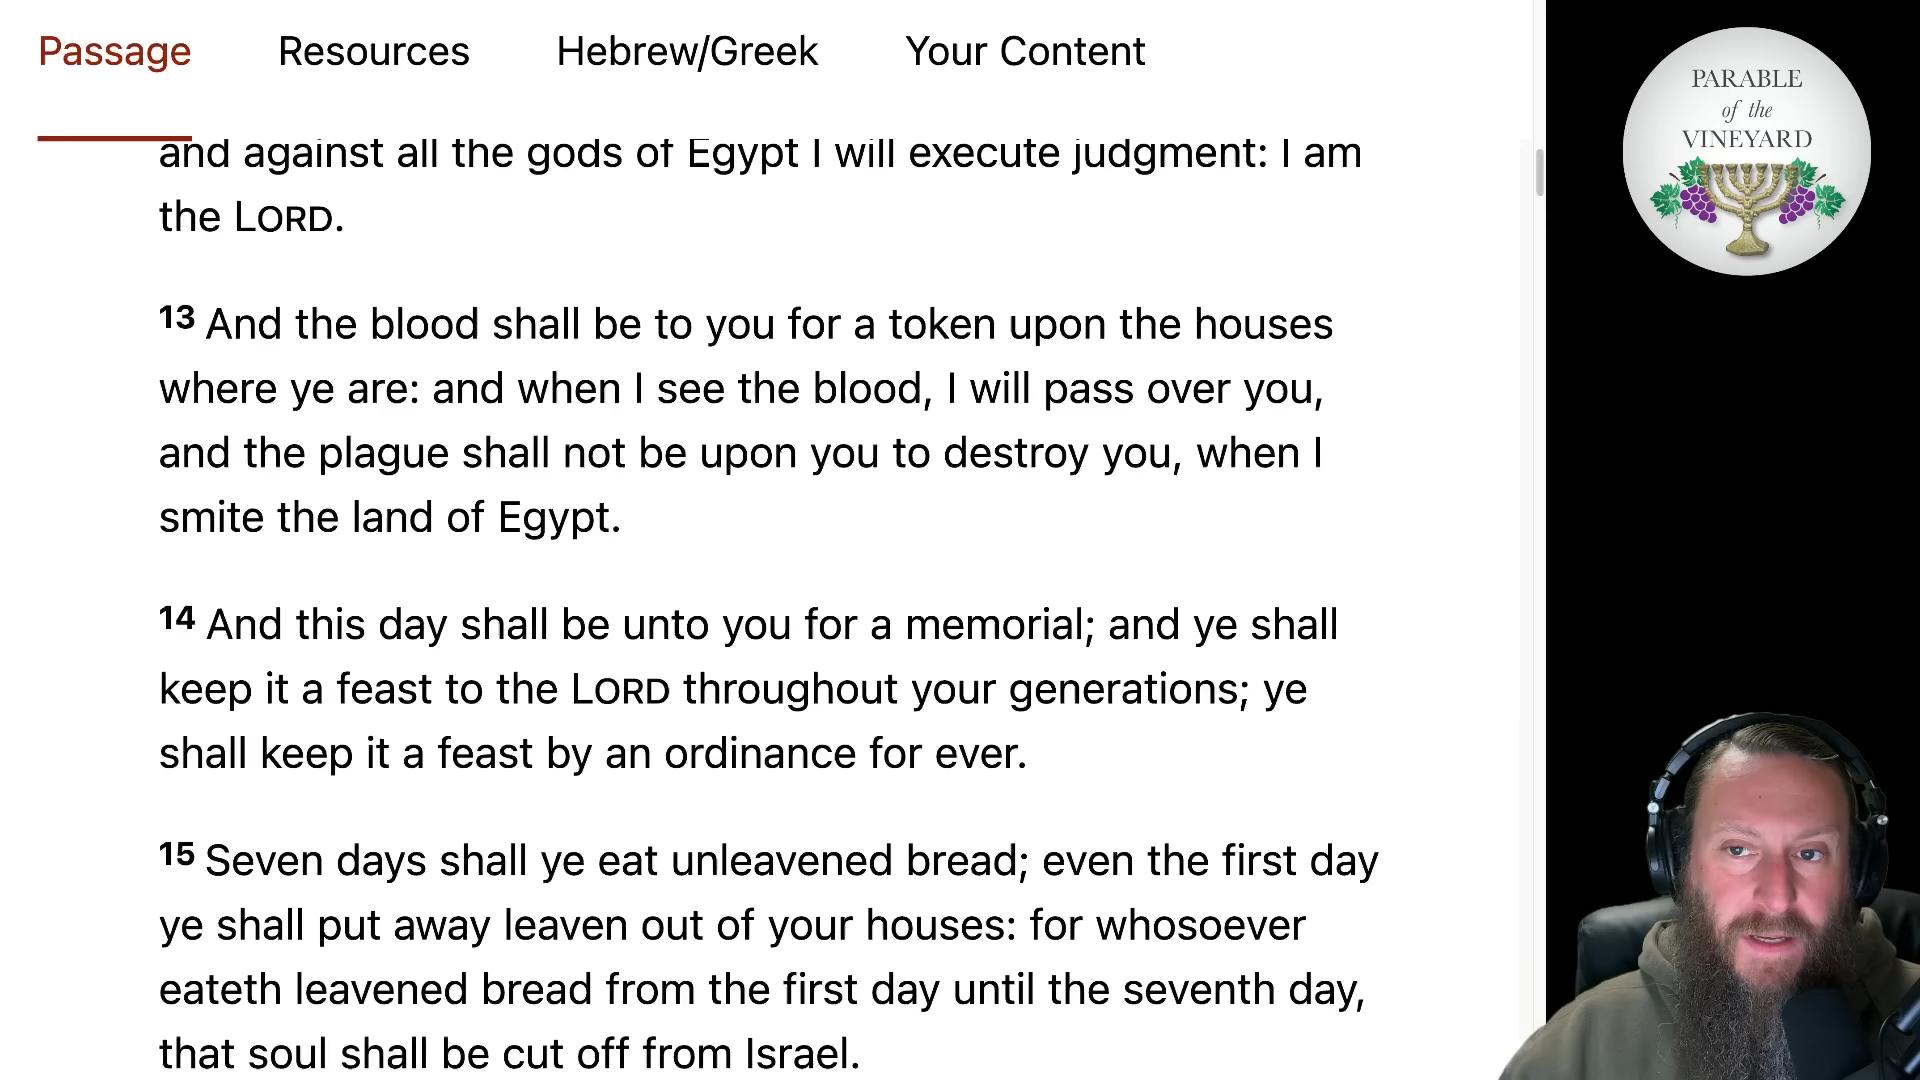 Passage
Resources
Hebrew/Greek
Your Content
and against all the gods of Egypt I will execute judgment: I am
the LORD.
13 And the blood shall be to you for a token upon the houses
where ye are: and when I see the blood, I will pass over you,
and the plague shall not be upon you to destroy you, when I
smite the land of Egypt.
14 And this day shall be unto you for a memorial; and ye shall
keep it a feast to the LORD throughout your generations; ye
shall keep it a feast by an ordinance for ever.
15 Seven days shall ye eat unleavened bread; even the first day
ye shall put away leaven out of your houses: for whosoever
eateth leavened bread from the first day until the seventh day,
that soul shall be cut off from Israel.
PARABLE
of the
VINEYARD